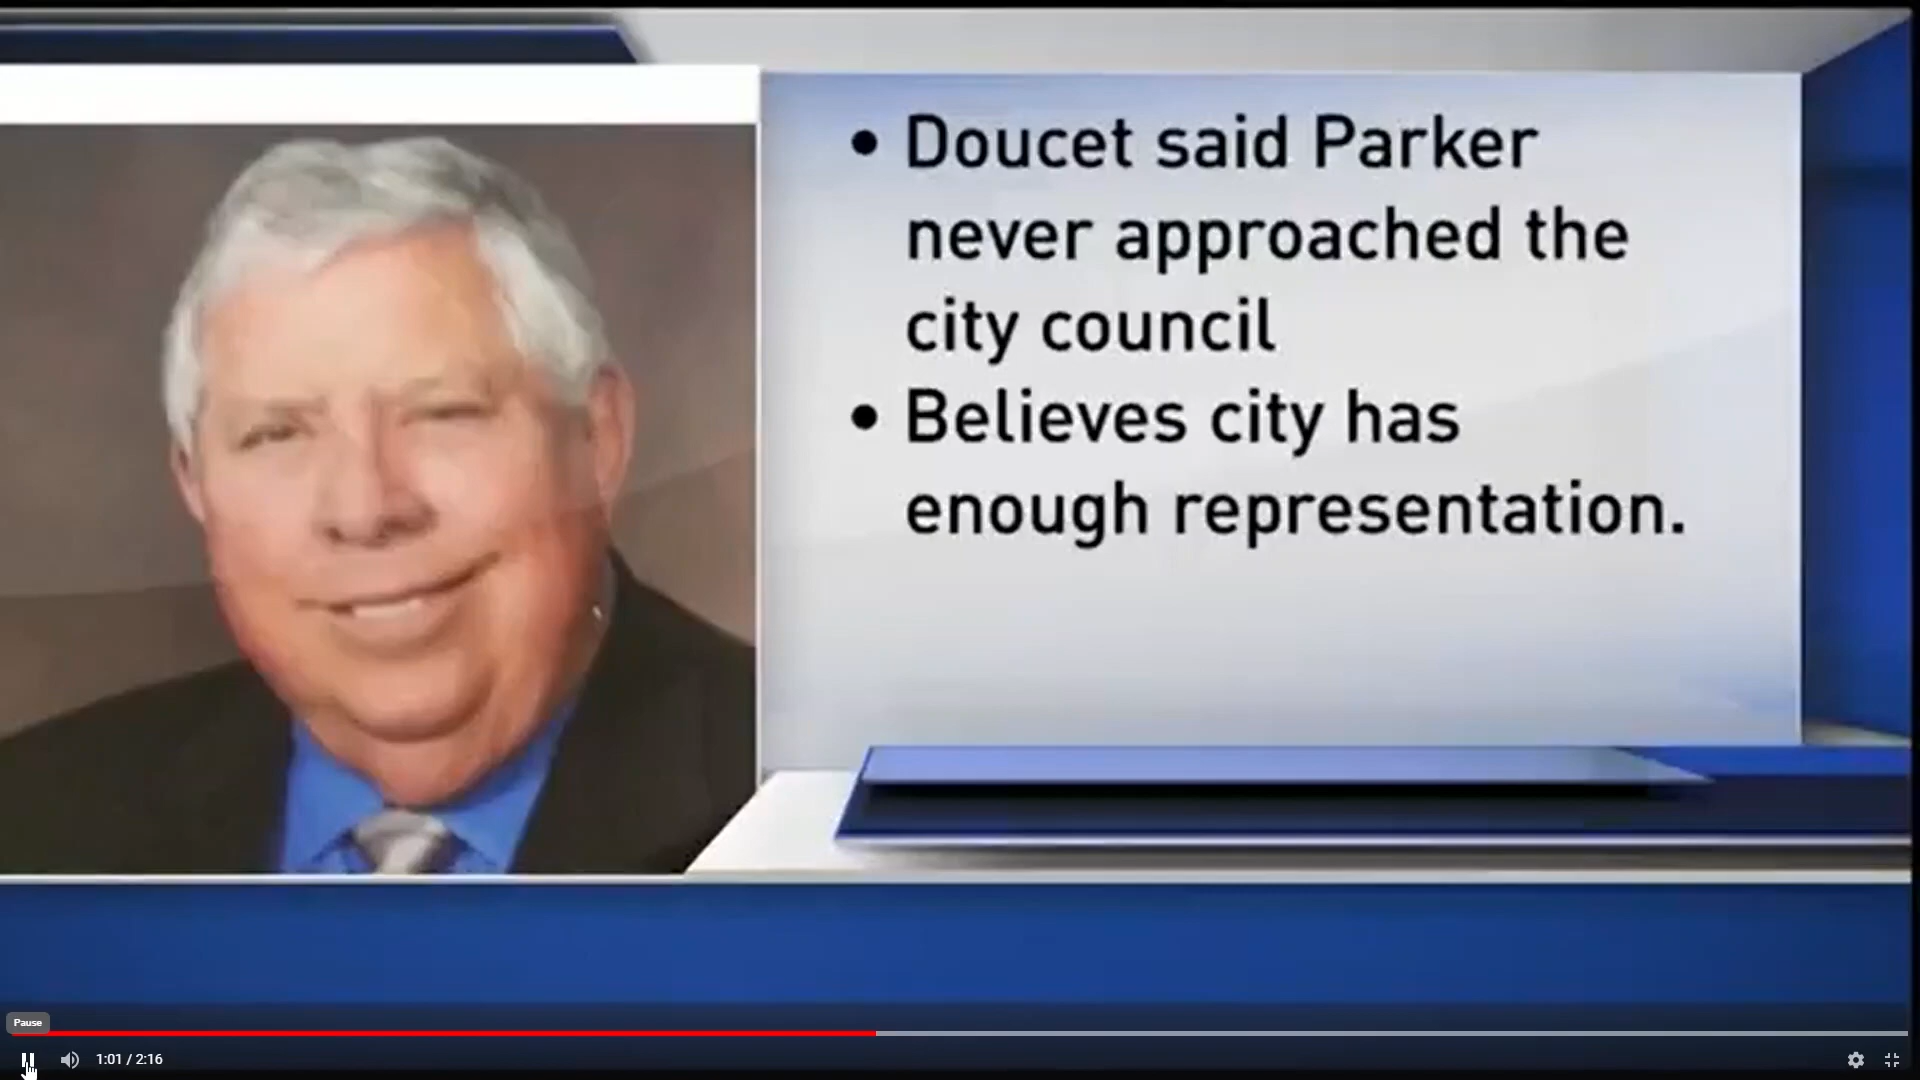 • Doucet said Parker
never approached the
city council
• Believes city has
enough representation.
Pause
1:01 / 2:16